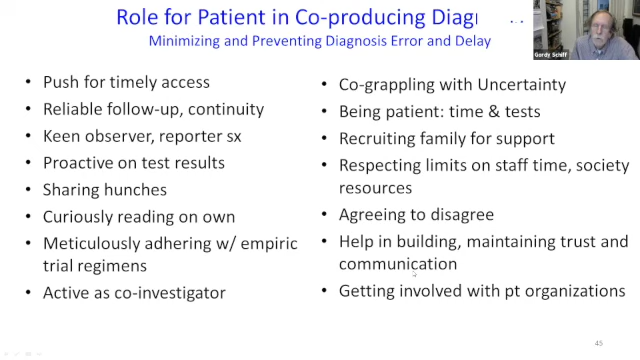 Role for Patient in Co-producing
Minimizing and Preventing Diagnosis Error and Delay
Gordy Schiff
• Push for timely access
• Reliable follow-up, continuity
• Keen observer, reporter sx
• Proactive on test results
• Sharing hunches
• Curiously reading on own
• Meticulously adhering w/ empiric
trial regimens
• Active as co-investigator
• Co-grappling with Uncertainty
• Being patient: time & tests
• Recruiting family for support
• Respecting limits on staff time, society
resources
• Agreeing to disagree
• Help in building, maintaining trust and
communication
• Getting involved with pt organizations
45